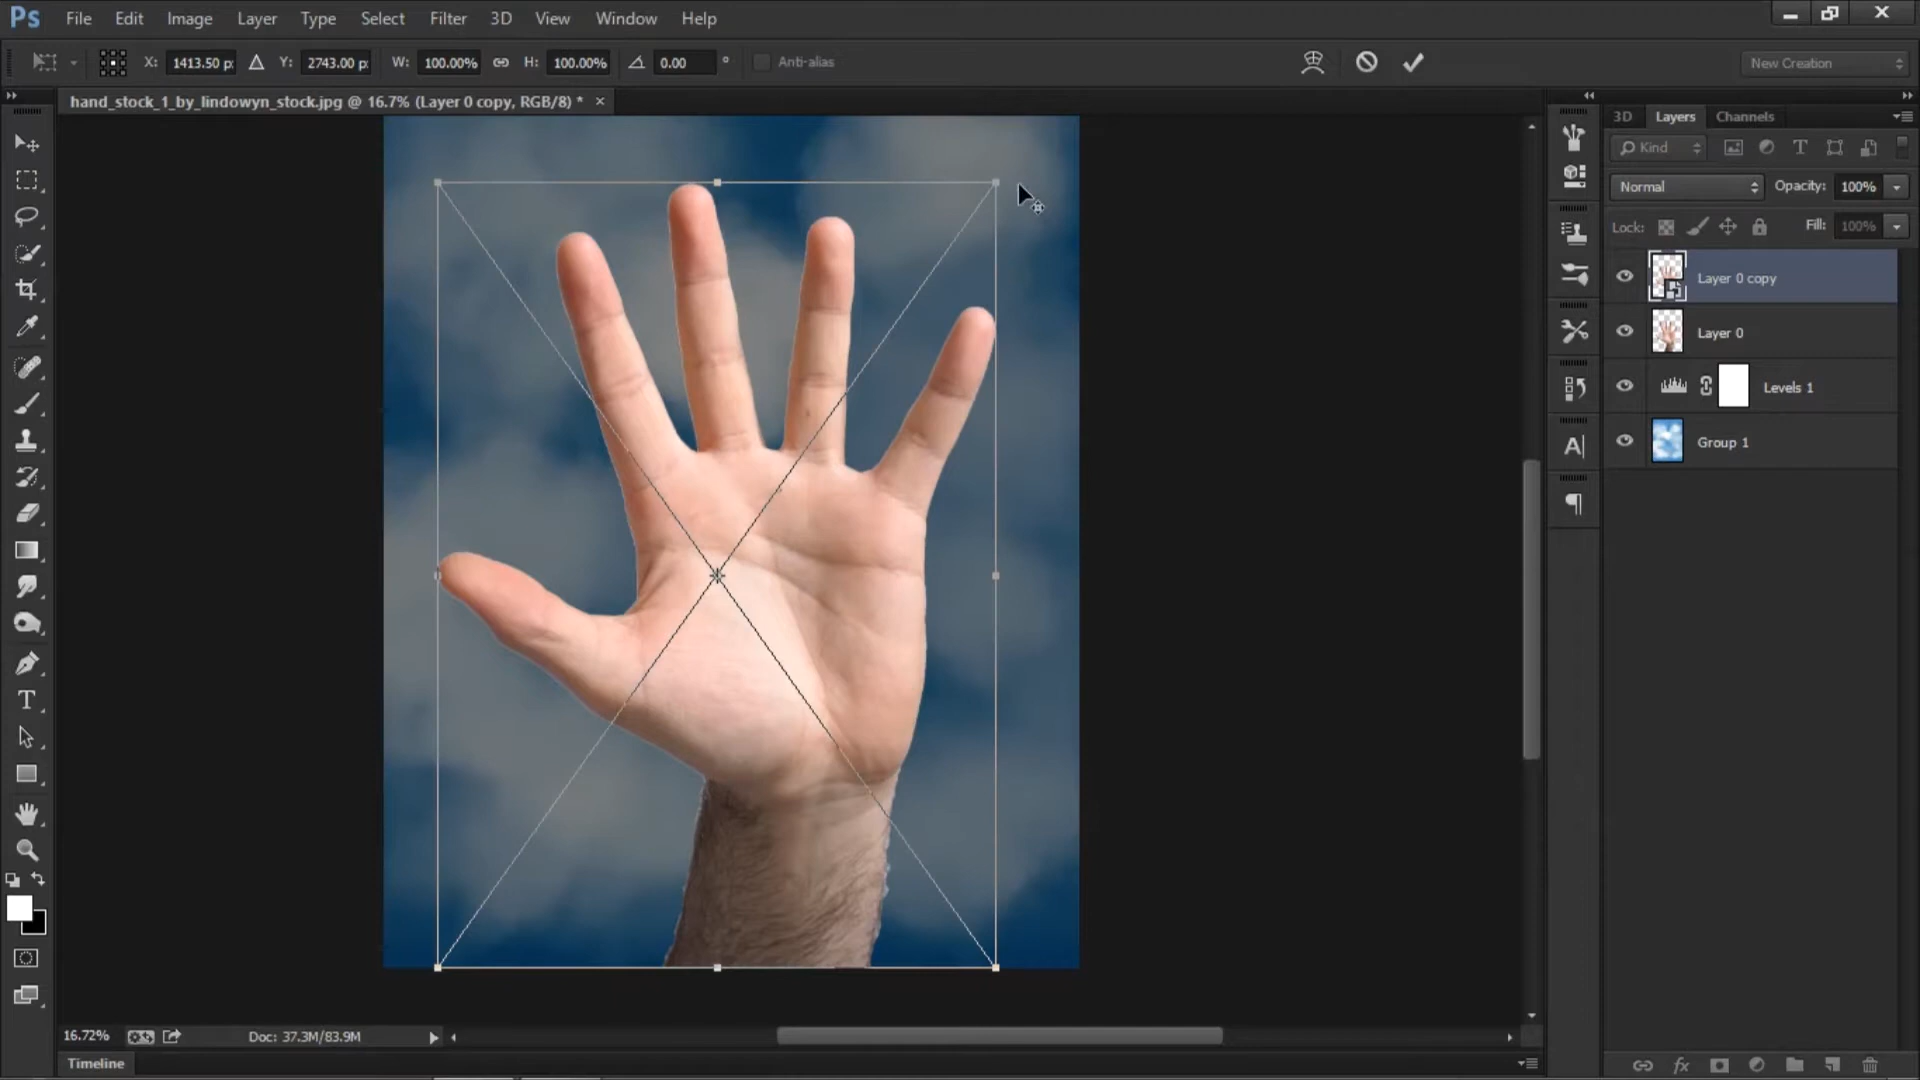 Ps File Edit Image Layer Type Select Filter 3D View Window Help
X: 1413.50 p: Y: 2743.00 p: W: 100.00% H: 100.00% 0.00 ° Anti-alias New Creation
hand_stock_1_by_lindowyn_stock.jpg @ 16.7% (Layer 0 copy, RGB/8) * ×
3D Layers Channels
Kind
Normal Opacity: 100%
Lock: Fill: 100%
Layer 0 copy
Layer 0
Levels 1
Group 1
16.72% Doc: 37.3M/83.9M
Timeline